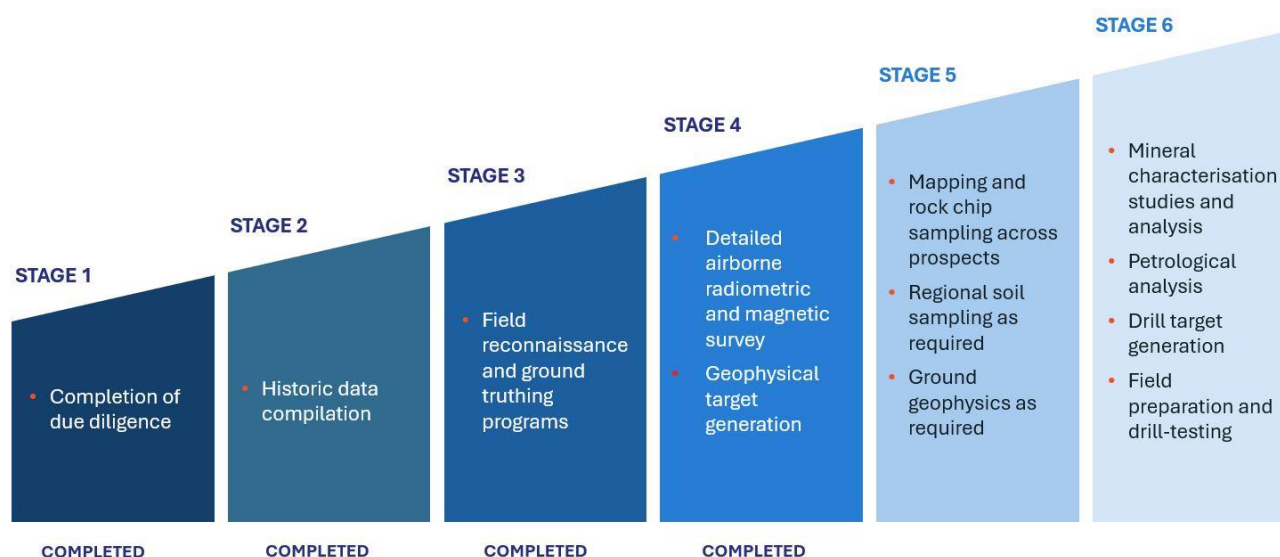 STAGE 1
• Completion of
due diligence
COMPLETED
STAGE 2
• Historic data
compilation
COMPLETED
STAGE 3
• Field
reconnaissance
and ground
truthing
programs
COMPLETED
STAGE 4
• Detailed
airborne
radiometric
and magnetic
survey
• Geophysical
target
generation
COMPLETED
STAGE 5
• Mapping and
rock chip
sampling across
prospects
• Regional soil
sampling as
required
• Ground
geophysics as
required
STAGE 6
• Mineral
characterisation
studies and
analysis
• Petrological
analysis
• Drill target
generation
• Field
preparation and
drill-testing